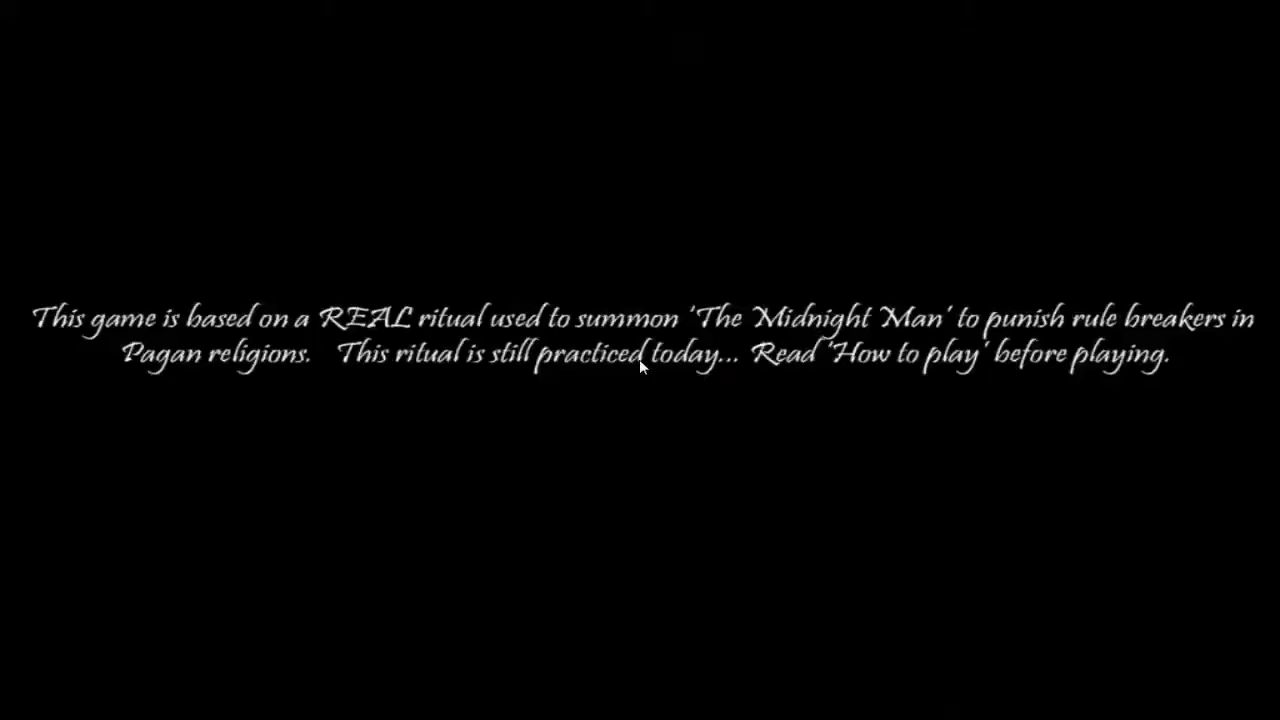 This game is based on a REAL ritual used to summon 'The Midnight Man' to punish rule breakers in
Pagan religions. This ritual is still practiced today... Read 'How to play' before playing.